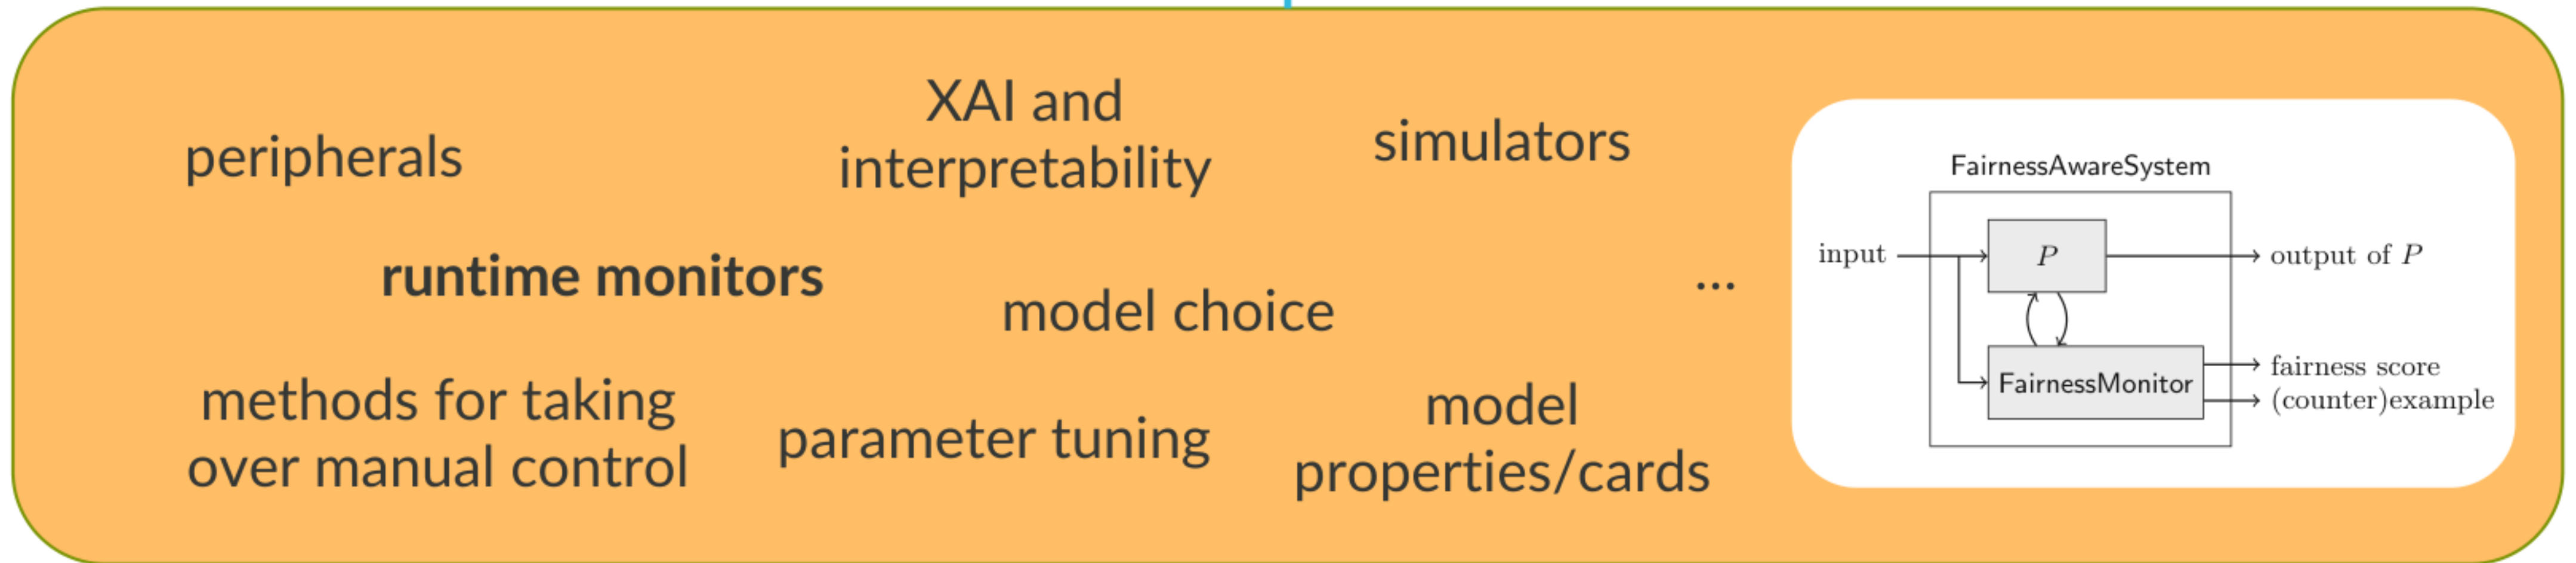 peripherals
XAI and
interpretability
simulators
runtime monitors
model choice
...
methods for taking
over manual control
parameter tuning
model
properties/cards
FairnessAwareSystem
input
P
output of P
FairnessMonitor
fairness score
(counter)example